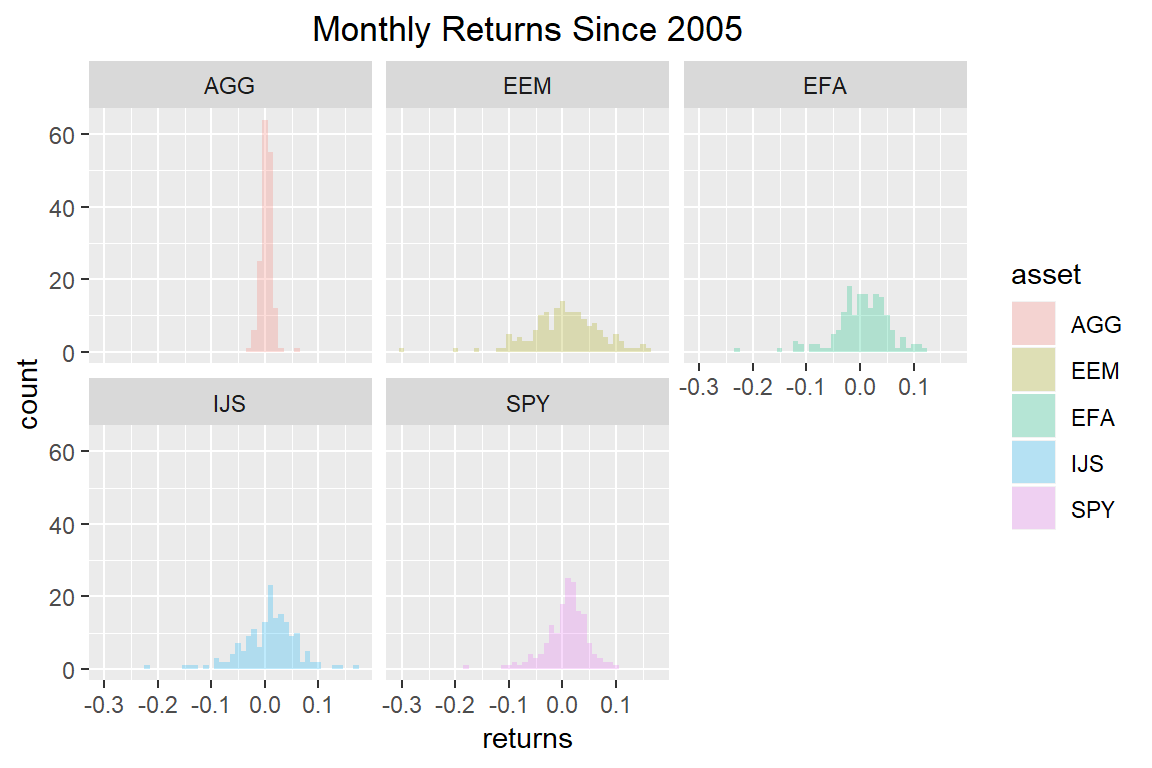 Monthly Returns Since 2005
AGG EEM EFA
60
40
20
0
-0.3 -0.2 -0.1 0.0 0.1
IJS SPY
60
40
20
0
-0.3 -0.2 -0.1 0.0 0.1 -0.3 -0.2 -0.1 0.0 0.1
returns
count
asset
AGG
EEM
EFA
IJS
SPY